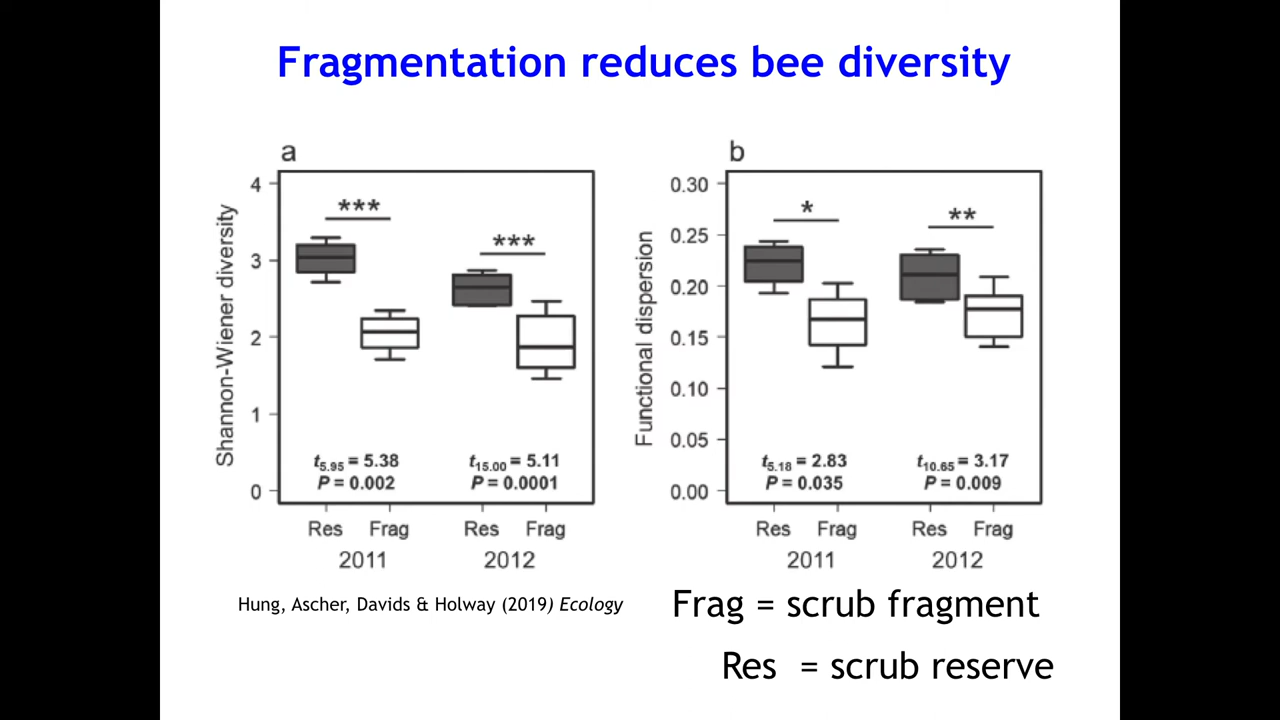 Fragmentation reduces bee diversity
a
Shannon-Wiener diversity
4
3
2
1
0
***
***
t5.95 = 5.38
P = 0.002
t15.00 = 5.11
P = 0.0001
Res Frag Res Frag
2011 2012
b
Functional dispersion
0.30
0.25
0.20
0.15
0.10
0.05
0.00
*
**
t5.18 = 2.83
P = 0.035
t10.65 = 3.17
P = 0.009
Res Frag Res Frag
2011 2012
Hung, Ascher, Davids & Holway (2019) Ecology
Frag = scrub fragment
Res = scrub reserve